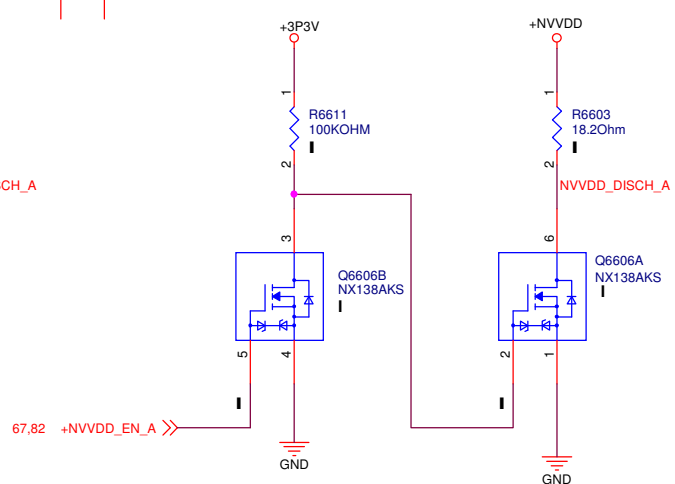 +3P3V
+NVVDD
1
1
R6611
100KOHM
R6603
18.2Ohm
2
2
CH_A
NVVDD_DISCH_A
3
6
Q6606B
NX138AKS
Q6606A
NX138AKS
5
4
2
1
67,82 +NVVDD_EN_A
GND
GND